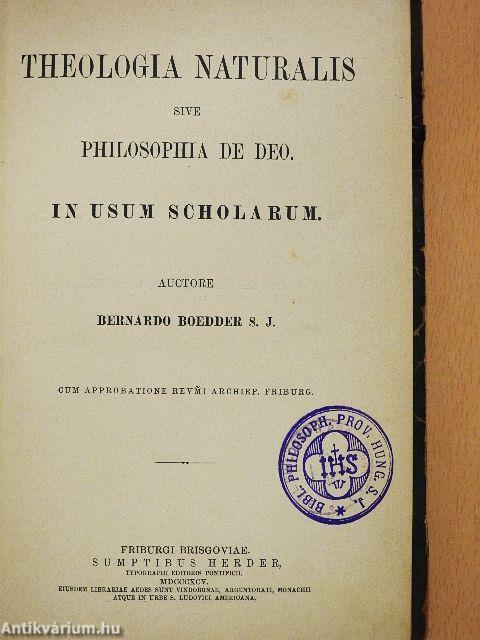 THEOLOGIA NATURALIS
SIVE
PHILOSOPHIA DE DEO.
IN USUM SCHOLARUM.
AUCTORE
BERNARDO BOEDDER S. J.
CUM APPROBATIONE REVM̃I ARCHIEP. FRIBURG.
BIBL. PHILOSOPH. PROV. HUNG. S. J.
IHS
FRIBURGI BRISGOVIAE.
SUMPTIBUS HERDER,
TYPOGRAPHI EDITORIS PONTIFICII.
MDCCCXCV.
EIUSDEM LIBRARIAE AEDES SUNT VINDOBONAE, ARGENTORATI, MONACHII
ATQUE IN URBE S. LUDOVICI AMERICANA.
Antikvárium.hu